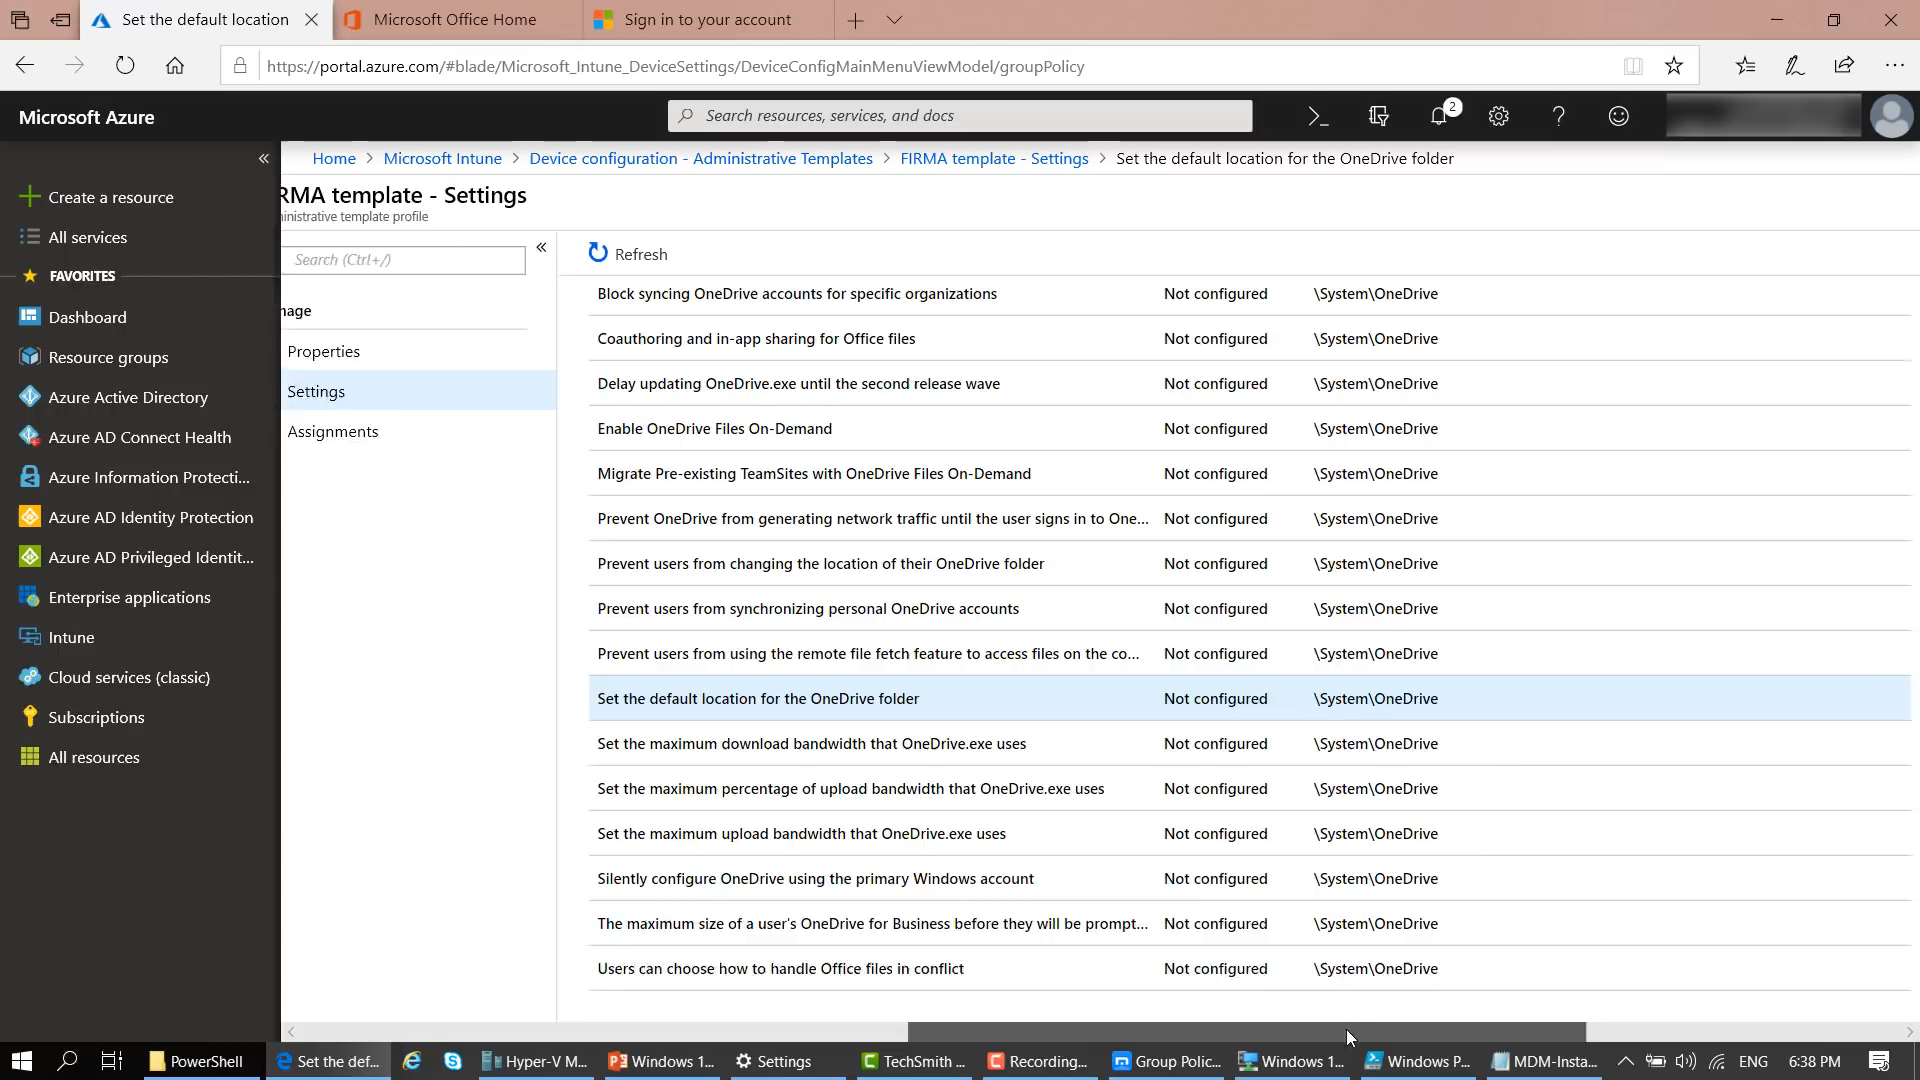 Set the default location
Microsoft Office Home
Sign in to your account
https://portal.azure.com/#blade/Microsoft_Intune_DeviceSettings/DeviceConfigMainMenuViewModel/groupPolicy
Microsoft Azure
Search resources, services, and docs
2
Home > Microsoft Intune > Device configuration - Administrative Templates > FIRMA template - Settings > Set the default location for the OneDrive folder
Create a resource
All services
FAVORITES
Dashboard
Resource groups
Azure Active Directory
Azure AD Connect Health
Azure Information Protecti...
Azure AD Identity Protection
Azure AD Privileged Identit...
Enterprise applications
Intune
Cloud services (classic)
Subscriptions
All resources
RMA template - Settings
inistrative template profile
Search (Ctrl+/)
nage
Properties
Settings
Assignments
Refresh
Block syncing OneDrive accounts for specific organizations Not configured \System\OneDrive
Coauthoring and in-app sharing for Office files Not configured \System\OneDrive
Delay updating OneDrive.exe until the second release wave Not configured \System\OneDrive
Enable OneDrive Files On-Demand Not configured \System\OneDrive
Migrate Pre-existing TeamSites with OneDrive Files On-Demand Not configured \System\OneDrive
Prevent OneDrive from generating network traffic until the user signs in to One... Not configured \System\OneDrive
Prevent users from changing the location of their OneDrive folder Not configured \System\OneDrive
Prevent users from synchronizing personal OneDrive accounts Not configured \System\OneDrive
Prevent users from using the remote file fetch feature to access files on the co... Not configured \System\OneDrive
Set the default location for the OneDrive folder Not configured \System\OneDrive
Set the maximum download bandwidth that OneDrive.exe uses Not configured \System\OneDrive
Set the maximum percentage of upload bandwidth that OneDrive.exe uses Not configured \System\OneDrive
Set the maximum upload bandwidth that OneDrive.exe uses Not configured \System\OneDrive
Silently configure OneDrive using the primary Windows account Not configured \System\OneDrive
The maximum size of a user's OneDrive for Business before they will be prompt... Not configured \System\OneDrive
Users can choose how to handle Office files in conflict Not configured \System\OneDrive
PowerShell
Set the def...
Hyper-V M...
Windows 1...
Settings
TechSmith ...
Recording...
Group Polic...
Windows 1...
Windows P...
MDM-Insta...
ENG
6:38 PM